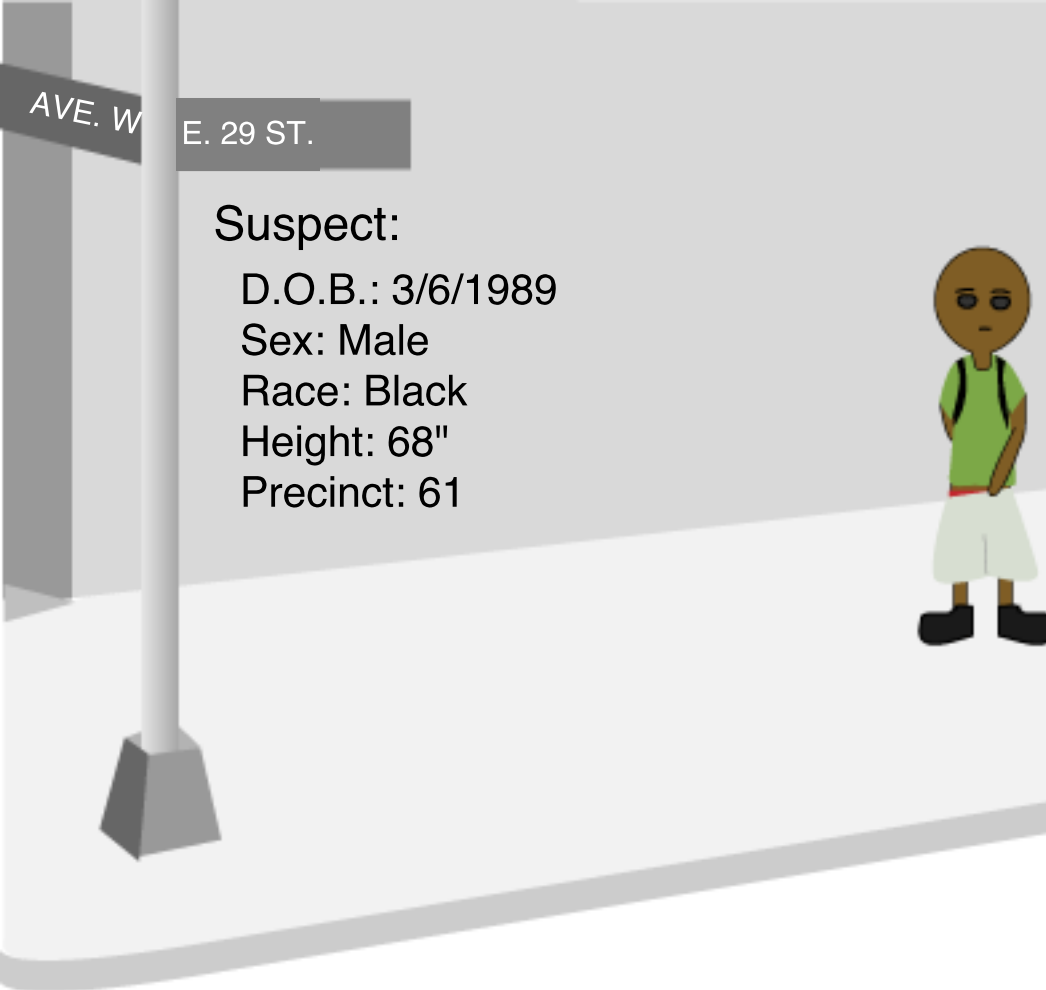 AVE. W
E. 29 ST.
Suspect:
D.O.B.: 3/6/1989
Sex: Male
Race: Black
Height: 68"
Precinct: 61